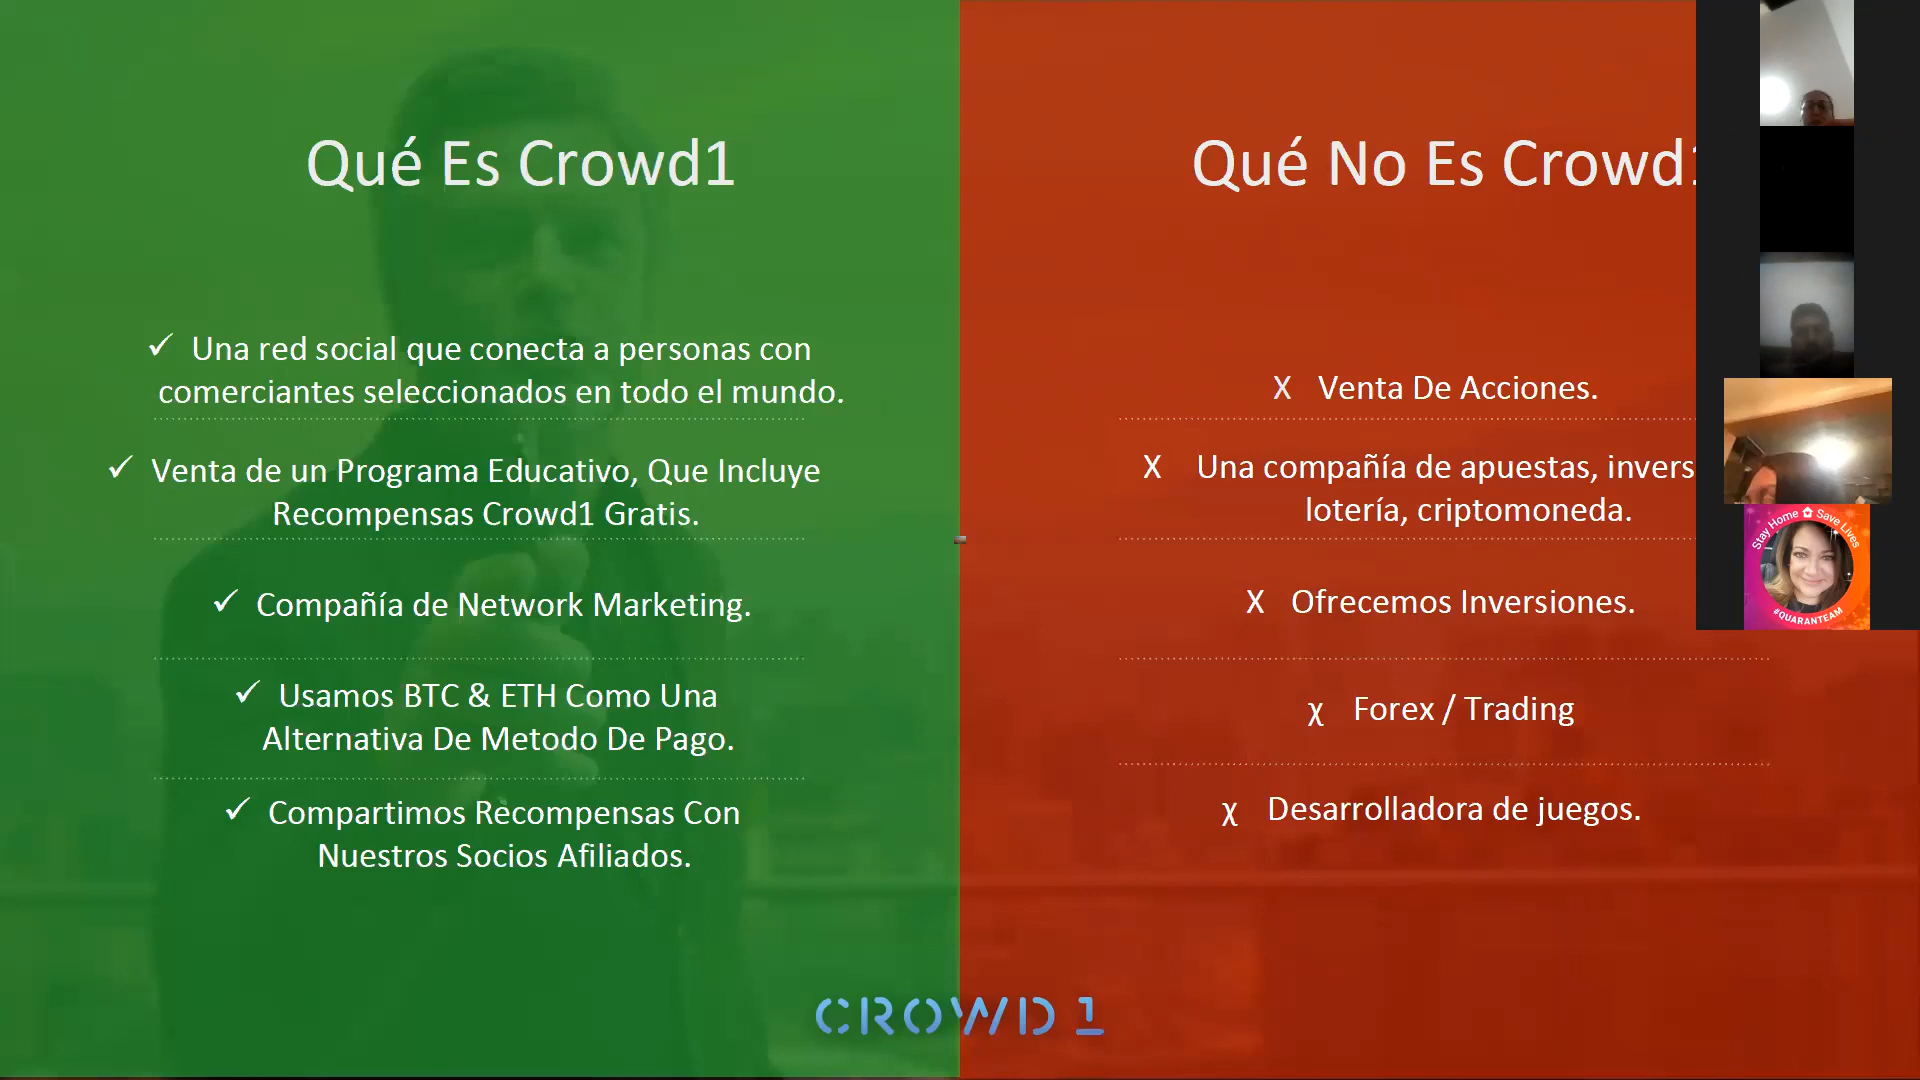 Qué Es Crowd1
✓ Una red social que conecta a personas con
comerciantes seleccionados en todo el mundo.
✓ Venta de un Programa Educativo, Que Incluye
Recompensas Crowd1 Gratis.
✓ Compañía de Network Marketing.
✓ Usamos BTC & ETH Como Una
Alternativa De Metodo De Pago.
✓ Compartimos Recompensas Con
Nuestros Socios Afiliados.
Qué No Es Crowd1
X Venta De Acciones.
X Una compañía de apuestas, invers
lotería, criptomoneda.
X Ofrecemos Inversiones.
χ Forex / Trading
χ Desarrolladora de juegos.
CROWD 1
Stay Home Save Lives
#QUARANTEAM